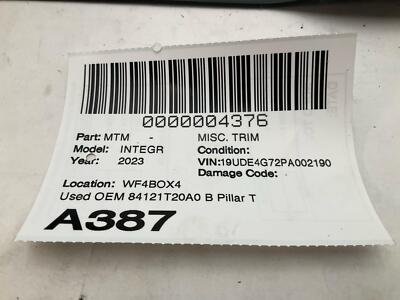 0000004376
Part: MTM - MISC. TRIM
Model: INTEGR Condition:
Year: 2023 VIN:19UDE4G72PA002190
Damage Code:
Location: WF4BOX4
Used OEM 84121T20A0 B Pillar T
A387